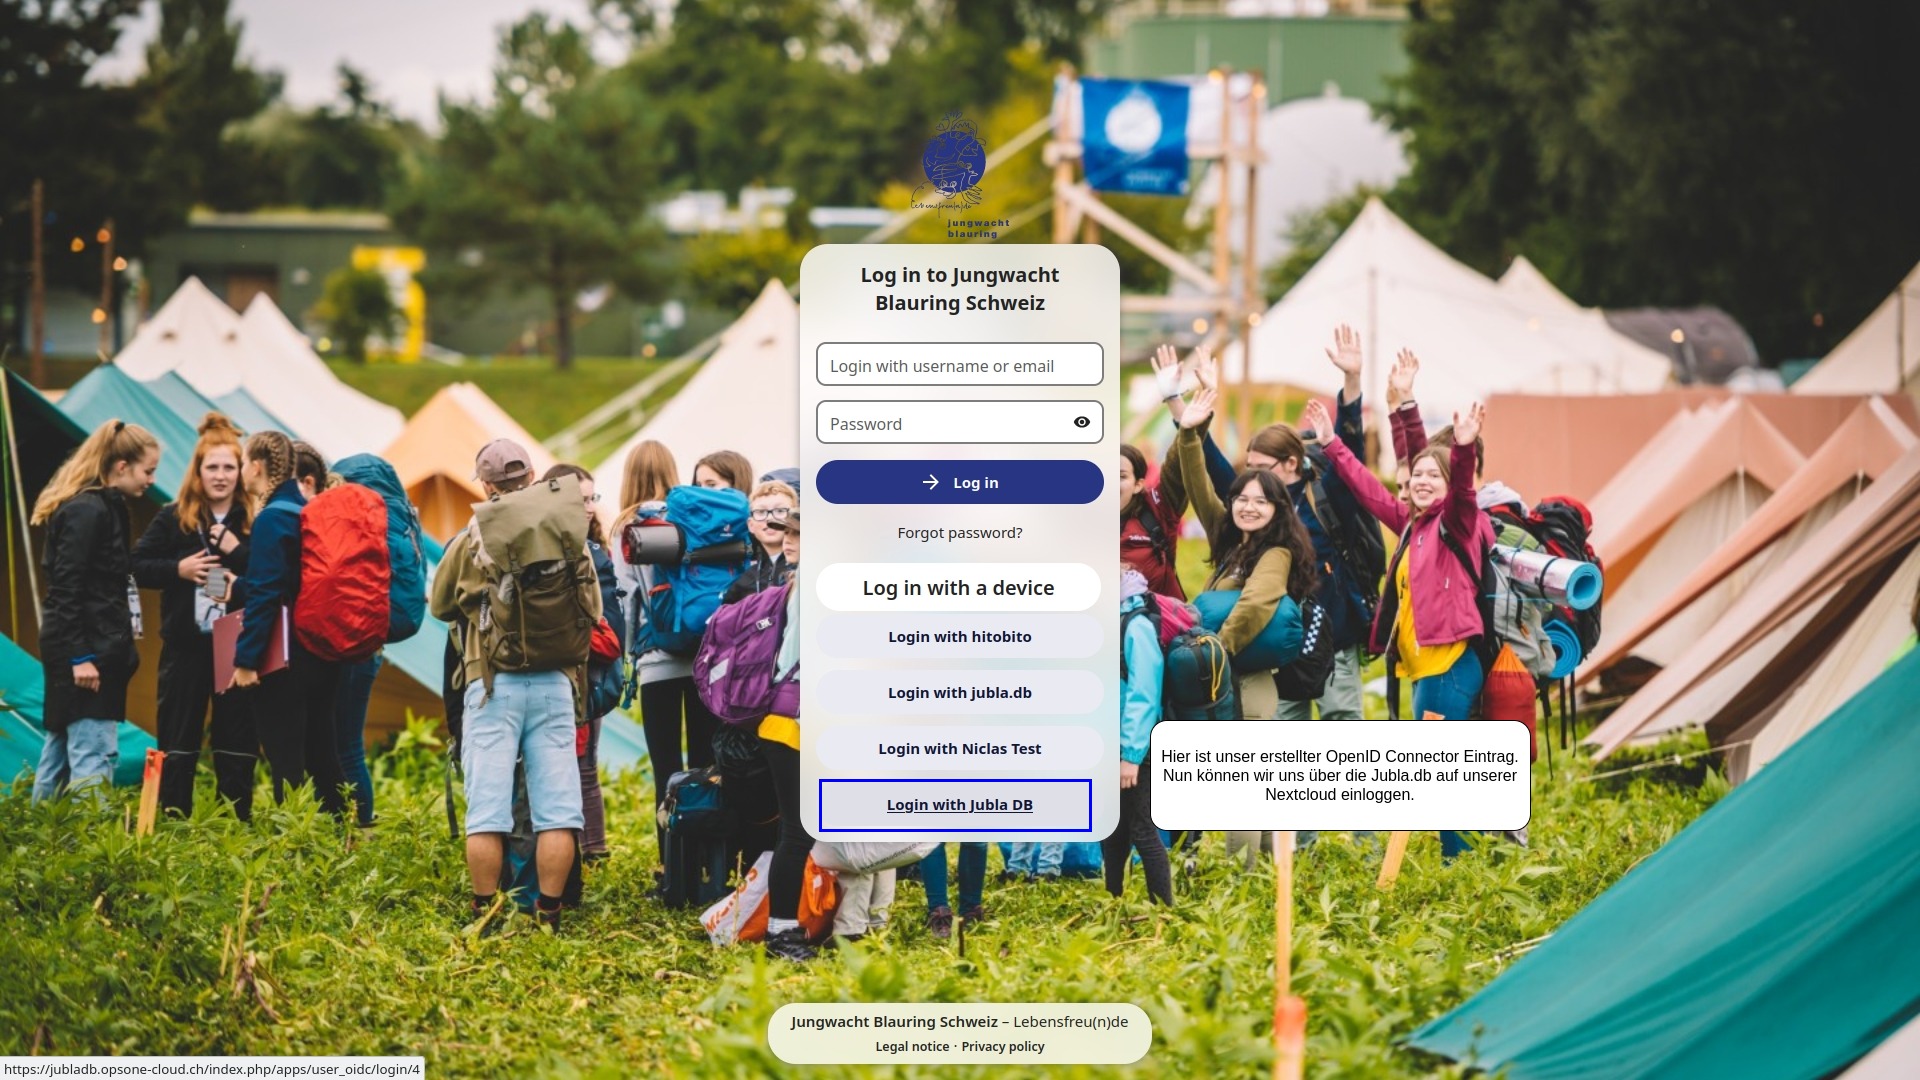 jungwacht
blauring
Log in to Jungwacht
Blauring Schweiz
Login with username or email
Password
Log in
Forgot password?
Log in with a device
Login with hitobito
Login with jubla.db
Login with Niclas Test
Login with Jubla DB
Hier ist unser erstellter OpenID Connector Eintrag.
Nun können wir uns über die Jubla.db auf unserer
Nextcloud einloggen.
Jungwacht Blauring Schweiz – Lebensfreu(n)de
Legal notice · Privacy policy
https://jubladb.opsone-cloud.ch/index.php/apps/user_oidc/login/4